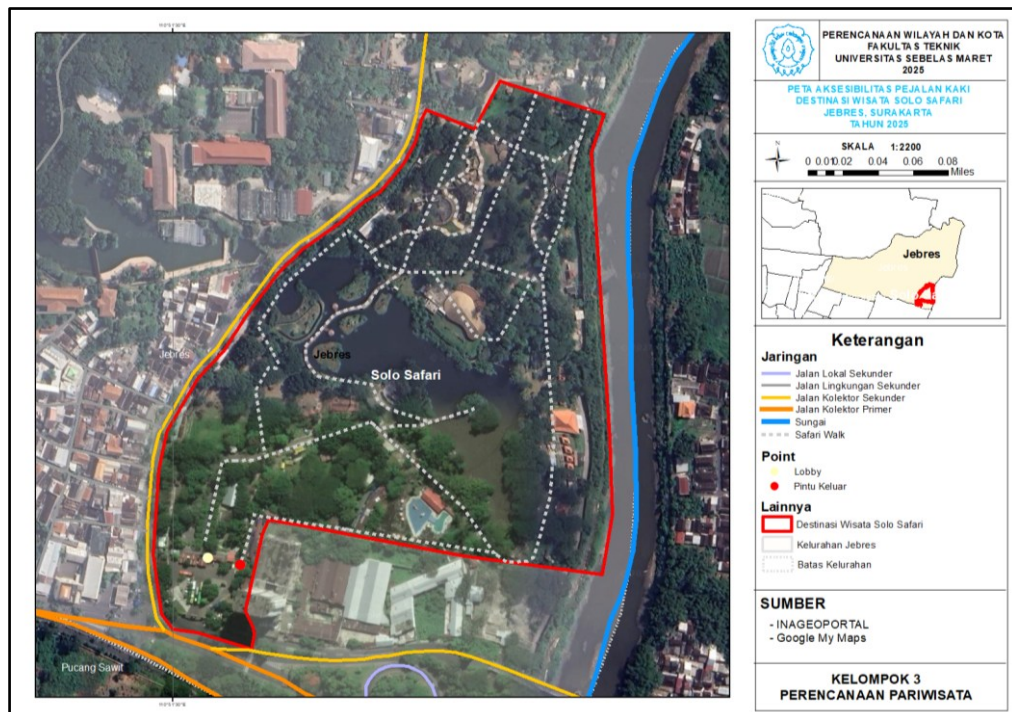 Jebres
Jebres
Solo Safari
Pucang Sawit
PERENCANAAN WILAYAH DAN KOTA
FAKULTAS TEKNIK
UNIVERSITAS SEBELAS MARET
2025
PETA AKSESIBILITAS PEJALAN KAKI
DESTINASI WISATA SOLO SAFARI
JEBRES, SURAKARTA
TAHUN 2025
N
SKALA 1:2200
0 0.01 0.02 0.04 0.06 0.08 Miles
Jebres
Keterangan
Jaringan
Jalan Lokal Sekunder
Jalan Lingkungan Sekunder
Jalan Kolektor Sekunder
Jalan Kolektor Primer
Sungai
Safari Walk
Point
Lobby
Pintu Keluar
Lainnya
Destinasi Wisata Solo Safari
Kelurahan Jebres
Batas Kelurahan
SUMBER
- INAGEOPORTAL
- Google My Maps
KELOMPOK 3
PERENCANAAN PARIWISATA